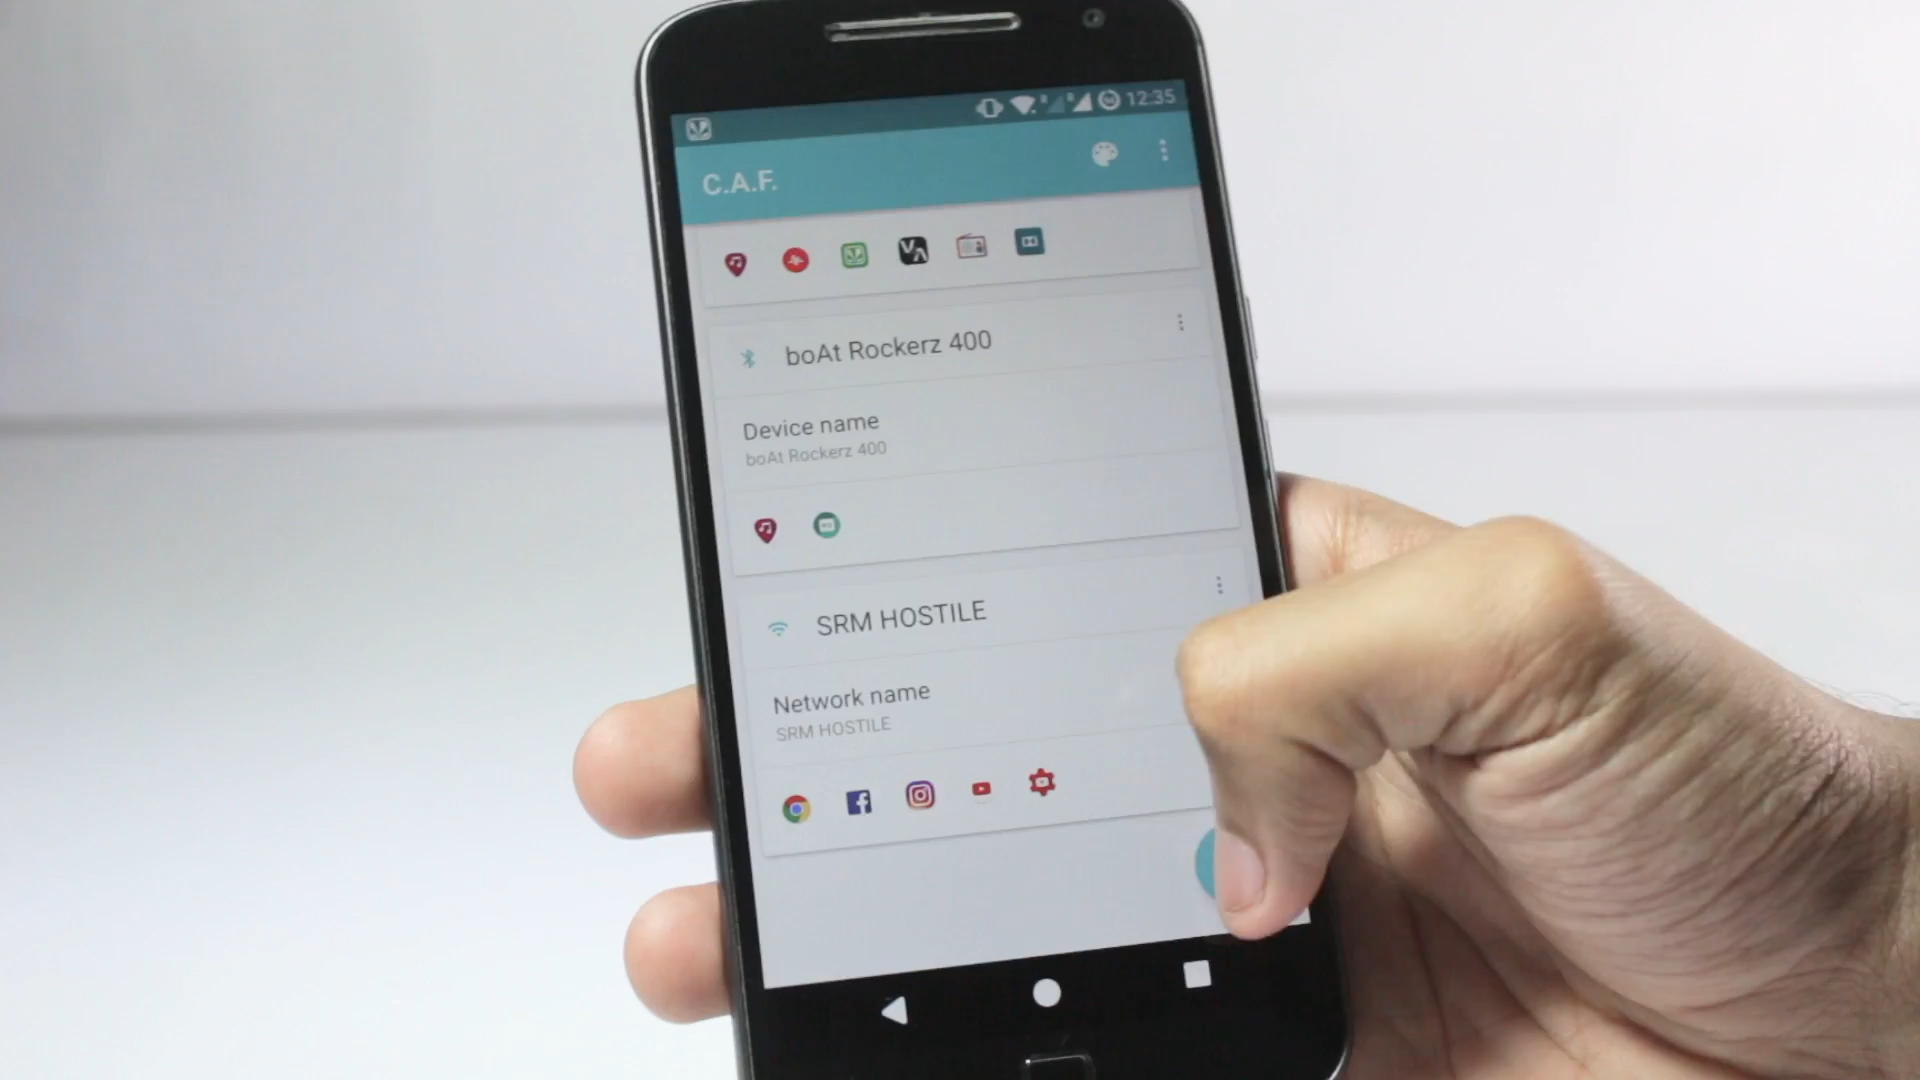 12:35
C.A.F.
boAt Rockerz 400
Device name
boAt Rockerz 400
SRM HOSTILE
Network name
SRM HOSTILE